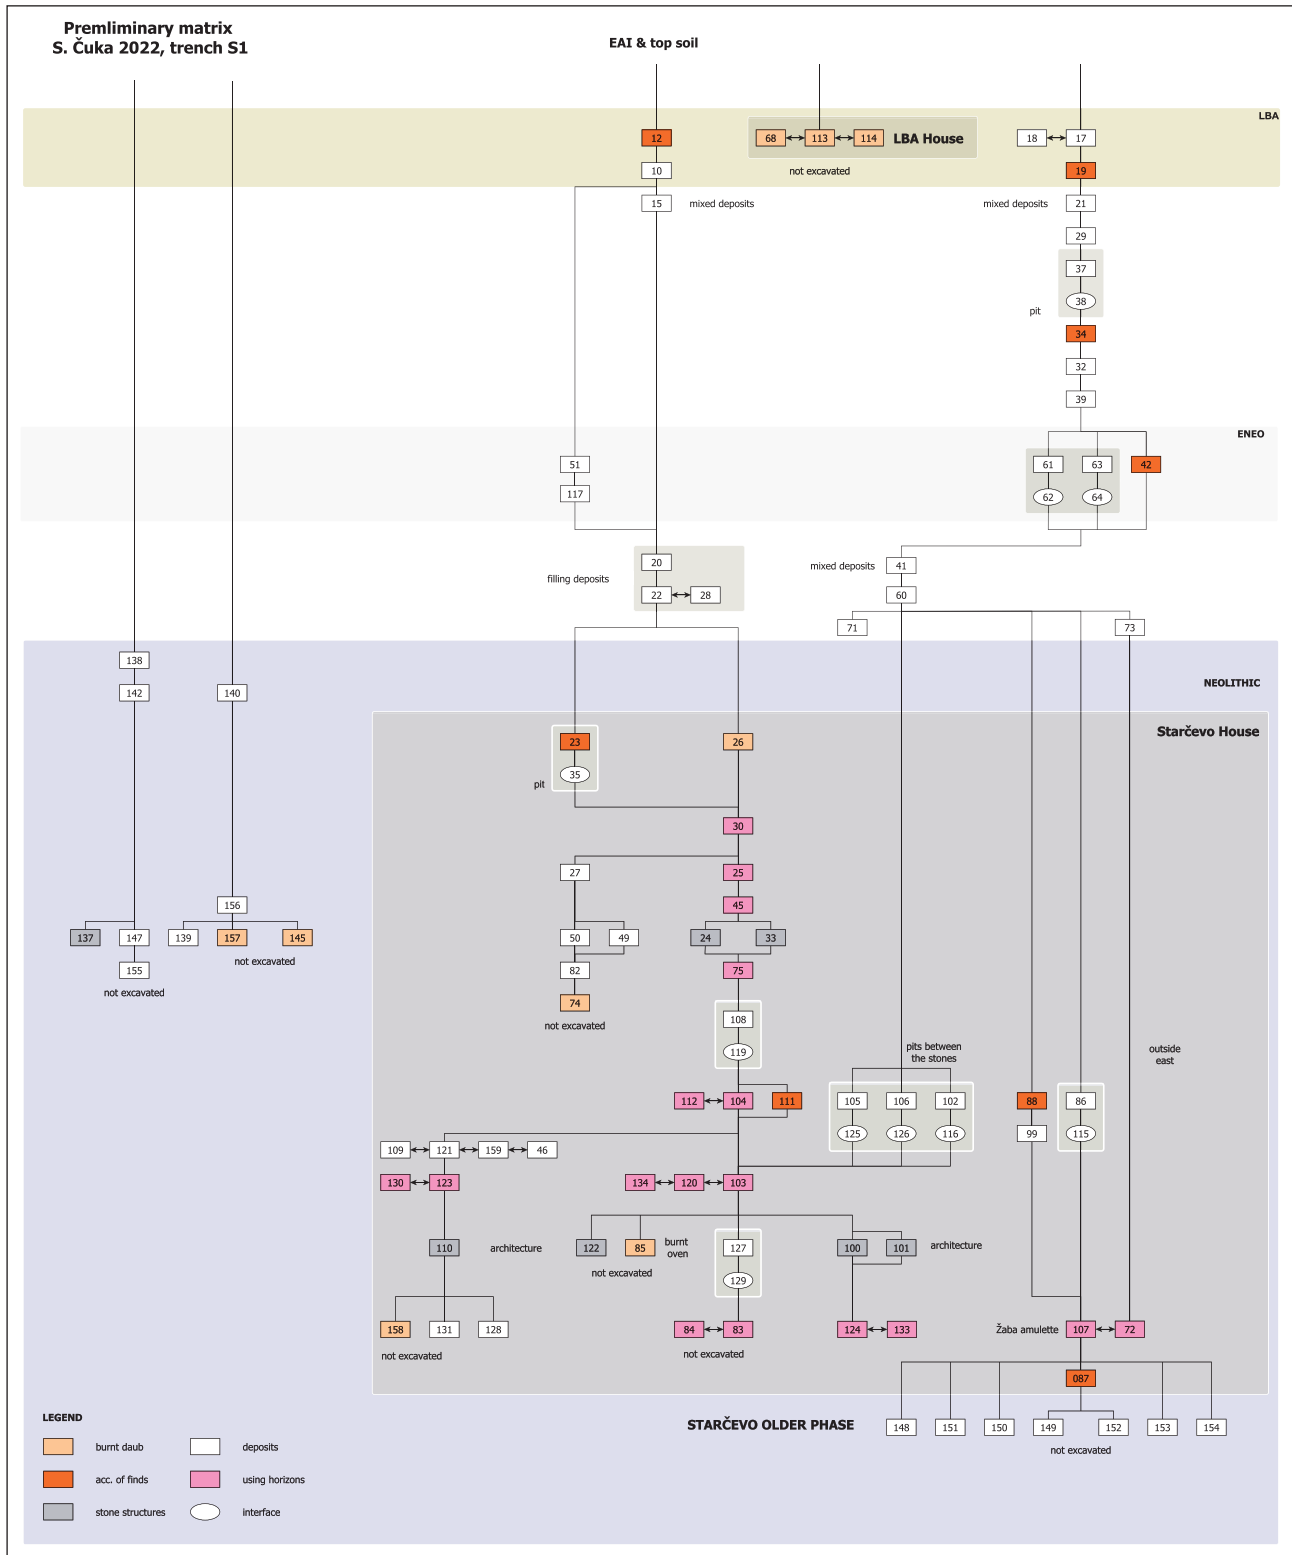 Premliminary matrix
S. Čuka 2022, trench S1
EAI & top soil
LBA
12
68
113
114
LBA House
18
17
10
not excavated
19
15
mixed deposits
mixed deposits
21
29
37
38
pit
34
32
39
ENEO
51
61
63
42
117
62
64
20
filling deposits
mixed deposits
41
22
28
60
71
73
138
142
140
NEOLITHIC
Starčevo House
23
26
35
pit
30
27
25
156
45
137
147
139
157
145
50
49
24
33
155
not excavated
82
75
not excavated
74
not excavated
108
119
pits between
the stones
outside
east
112
104
111
105
106
102
88
86
125
126
116
99
115
109
121
159
46
130
123
134
120
103
110
architecture
122
85
burnt
oven
127
100
101
architecture
not excavated
129
158
131
128
84
83
124
133
Žaba amulette
107
72
not excavated
not excavated
087
LEGEND
STARČEVO OLDER PHASE
148
151
150
149
152
153
154
not excavated
burnt daub
deposits
acc. of finds
using horizons
stone structures
interface